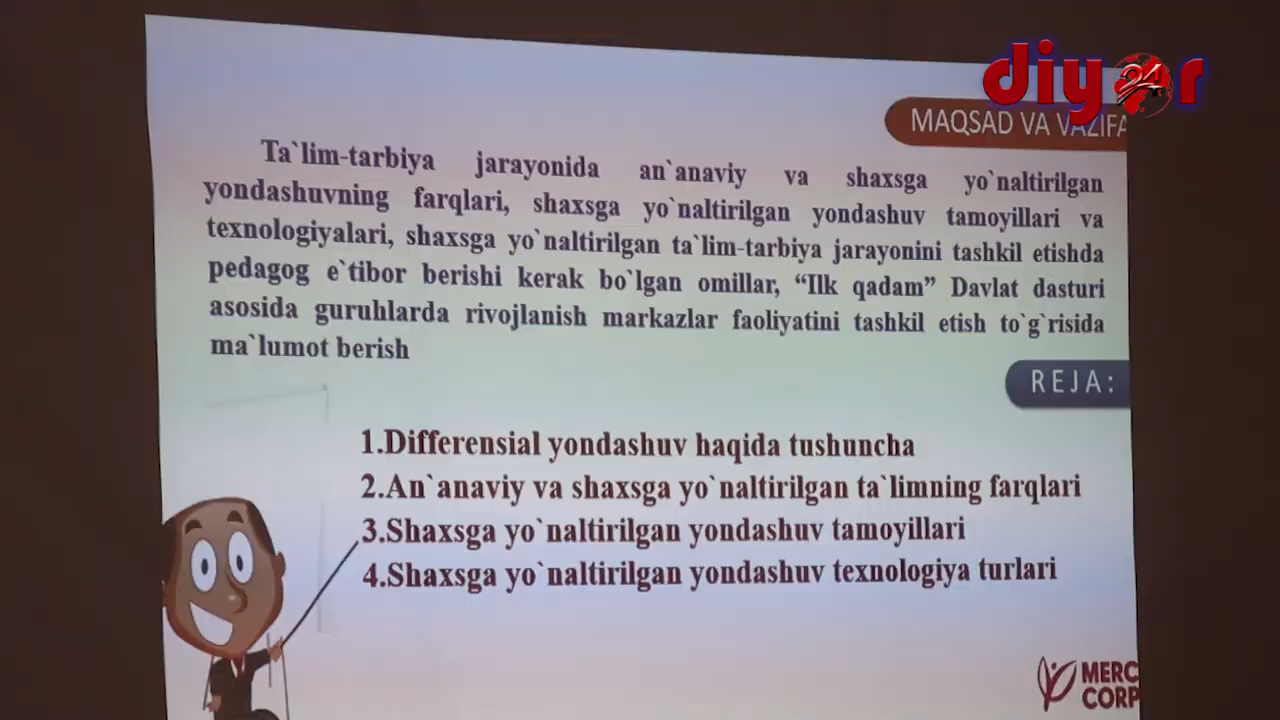 diyor
24
MAQSAD VA VAZIFA
Ta`lim-tarbiya jarayonida an`anaviy va shaxsga yo`naltirilgan
yondashuvning farqlari, shaxsga yo`naltirilgan yondashuv tamoyillari va
texnologiyalari, shaxsga yo`naltirilgan ta`lim-tarbiya jarayonini tashkil etishda
pedagog e`tibor berishi kerak bo`lgan omillar, “Ilk qadam” Davlat dasturi
asosida guruhlarda rivojlanish markazlar faoliyatini tashkil etish to`g`risida
ma`lumot berish
REJA:
1.Differensial yondashuv haqida tushuncha
2.An`anaviy va shaxsga yo`naltirilgan ta`limning farqlari
3.Shaxsga yo`naltirilgan yondashuv tamoyillari
4.Shaxsga yo`naltirilgan yondashuv texnologiya turlari
MERC
CORP